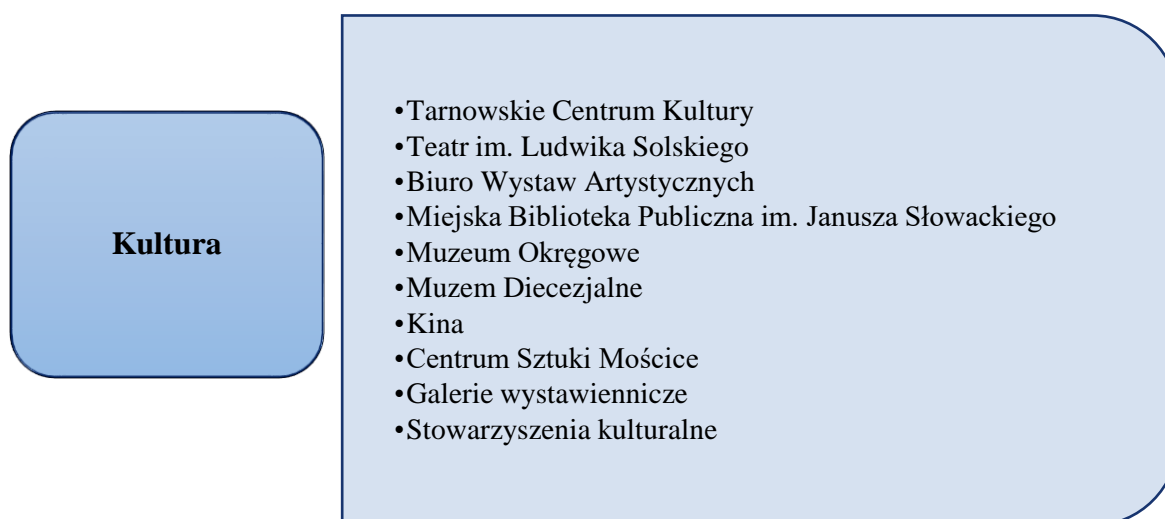 Kultura
•Tarnowskie Centrum Kultury
•Teatr im. Ludwika Solskiego
•Biuro Wystaw Artystycznych
•Miejska Biblioteka Publiczna im. Janusza Słowackiego
•Muzeum Okręgowe
•Muzem Diecezjalne
•Kina
•Centrum Sztuki Mościce
•Galerie wystawiennicze
•Stowarzyszenia kulturalne